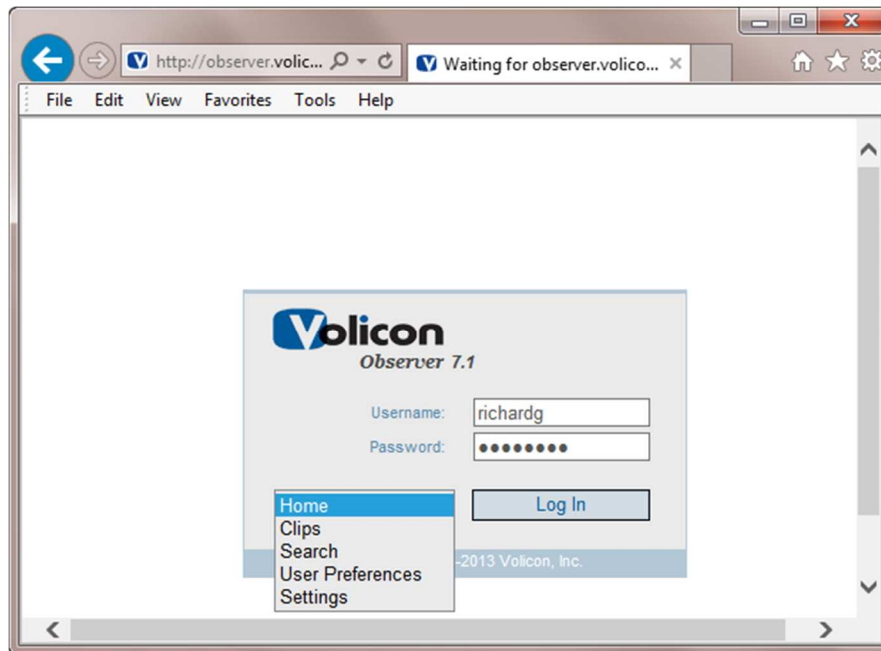 http://observer.volic...
Waiting for observer.volico...
File Edit View Favorites Tools Help
Volicon
Observer 7.1
Username: richardg
Password: ●●●●●●●●
Home
Log In
Clips
Search
User Preferences
-2013 Volicon, Inc.
Settings